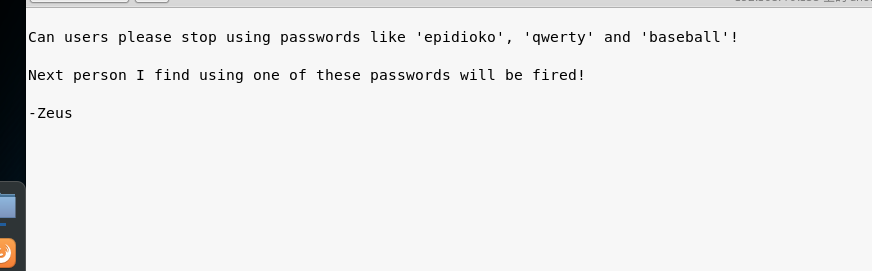 Can users please stop using passwords like 'epidioko', 'qwerty' and 'baseball'!
Next person I find using one of these passwords will be fired!
-Zeus